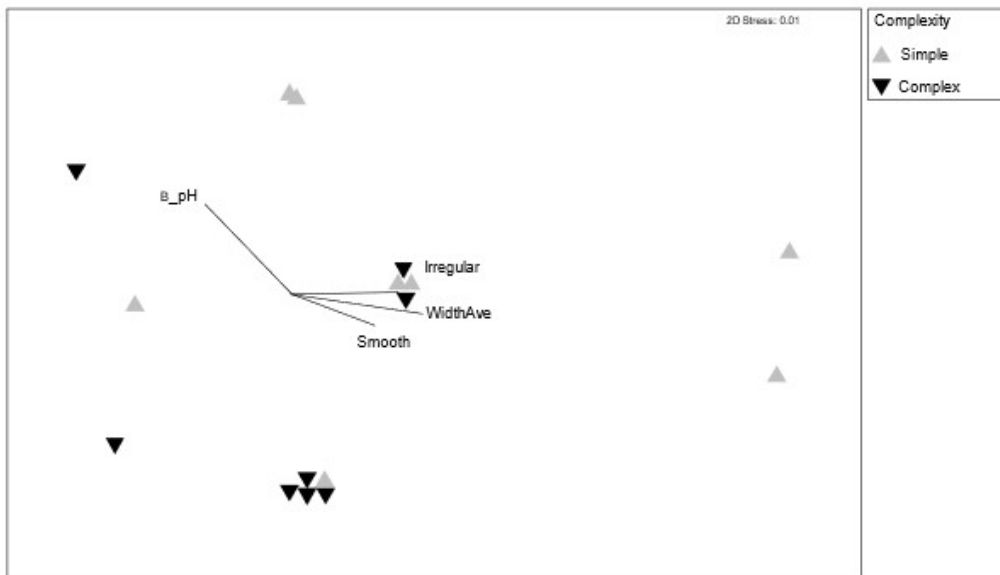 2D Stress: 0.01
Complexity
Simple
Complex
B_pH
Irregular
WidthAve
Smooth